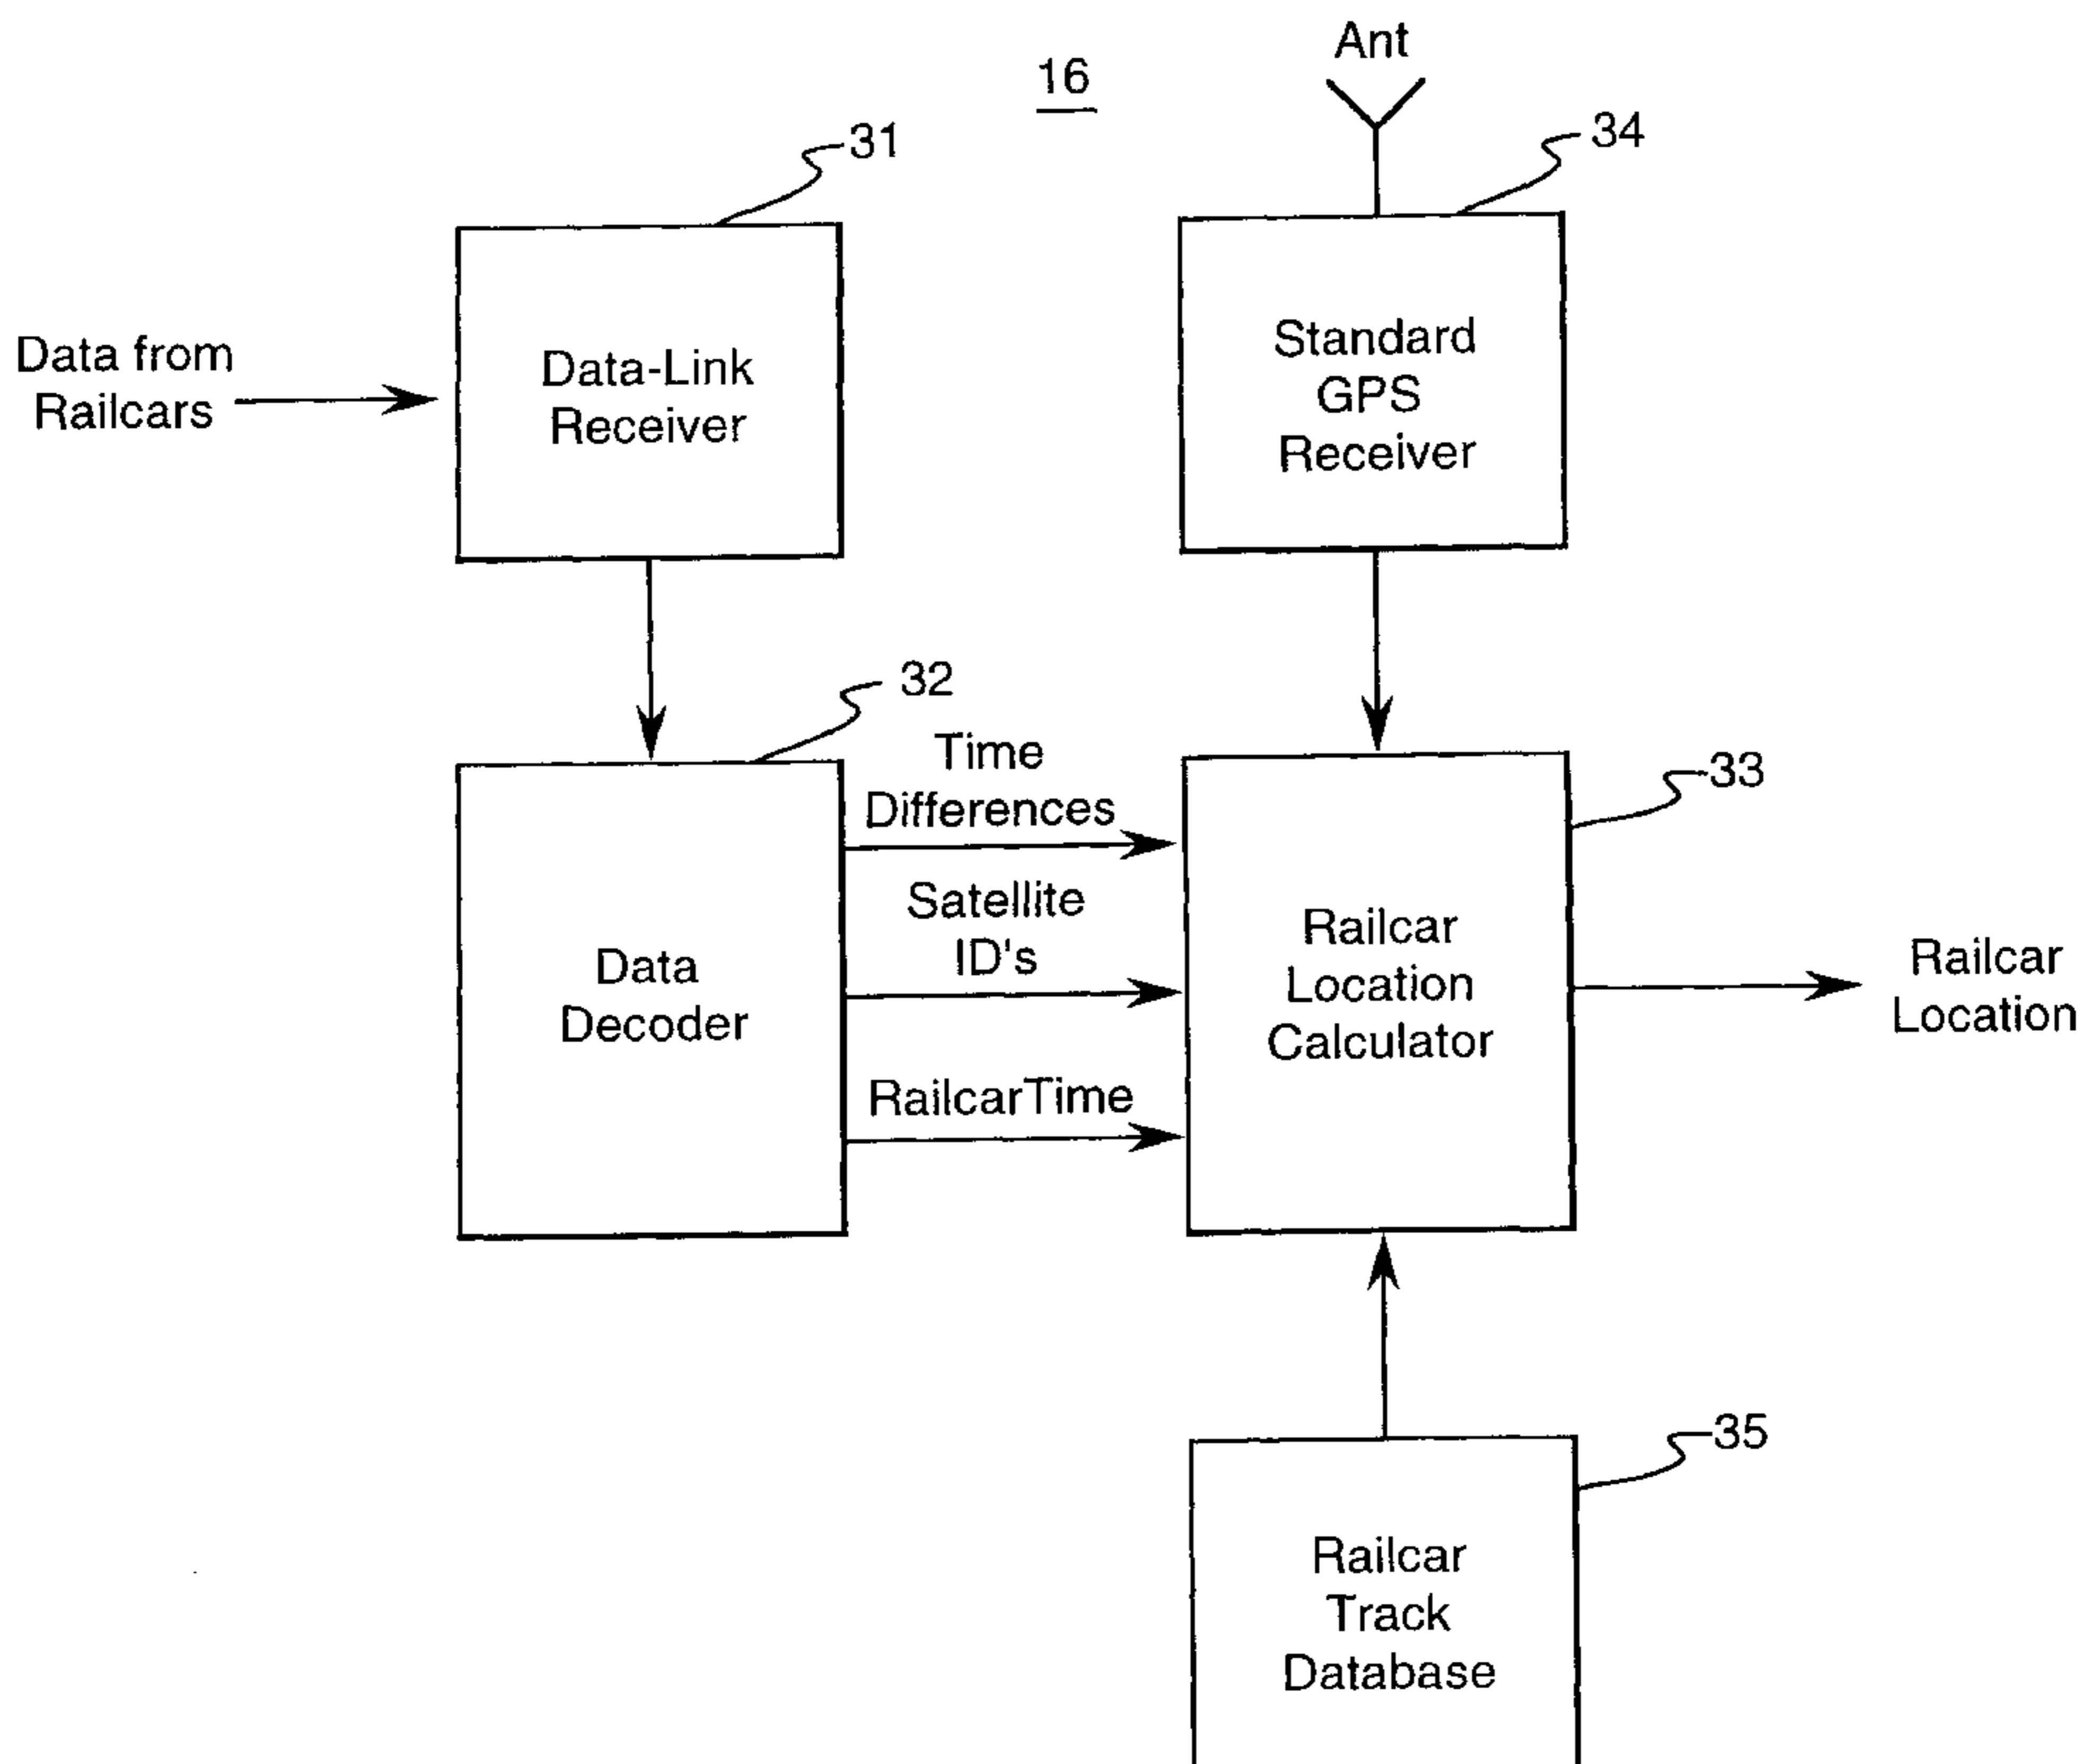 Ant
16
31
34
Data from
Railcars
Data-Link
Receiver
Standard
GPS
Receiver
32
Time
Differences
33
Satellite
ID's
Data
Decoder
Railcar
Location
Calculator
Railcar
Location
RailcarTime
35
Railcar
Track
Database